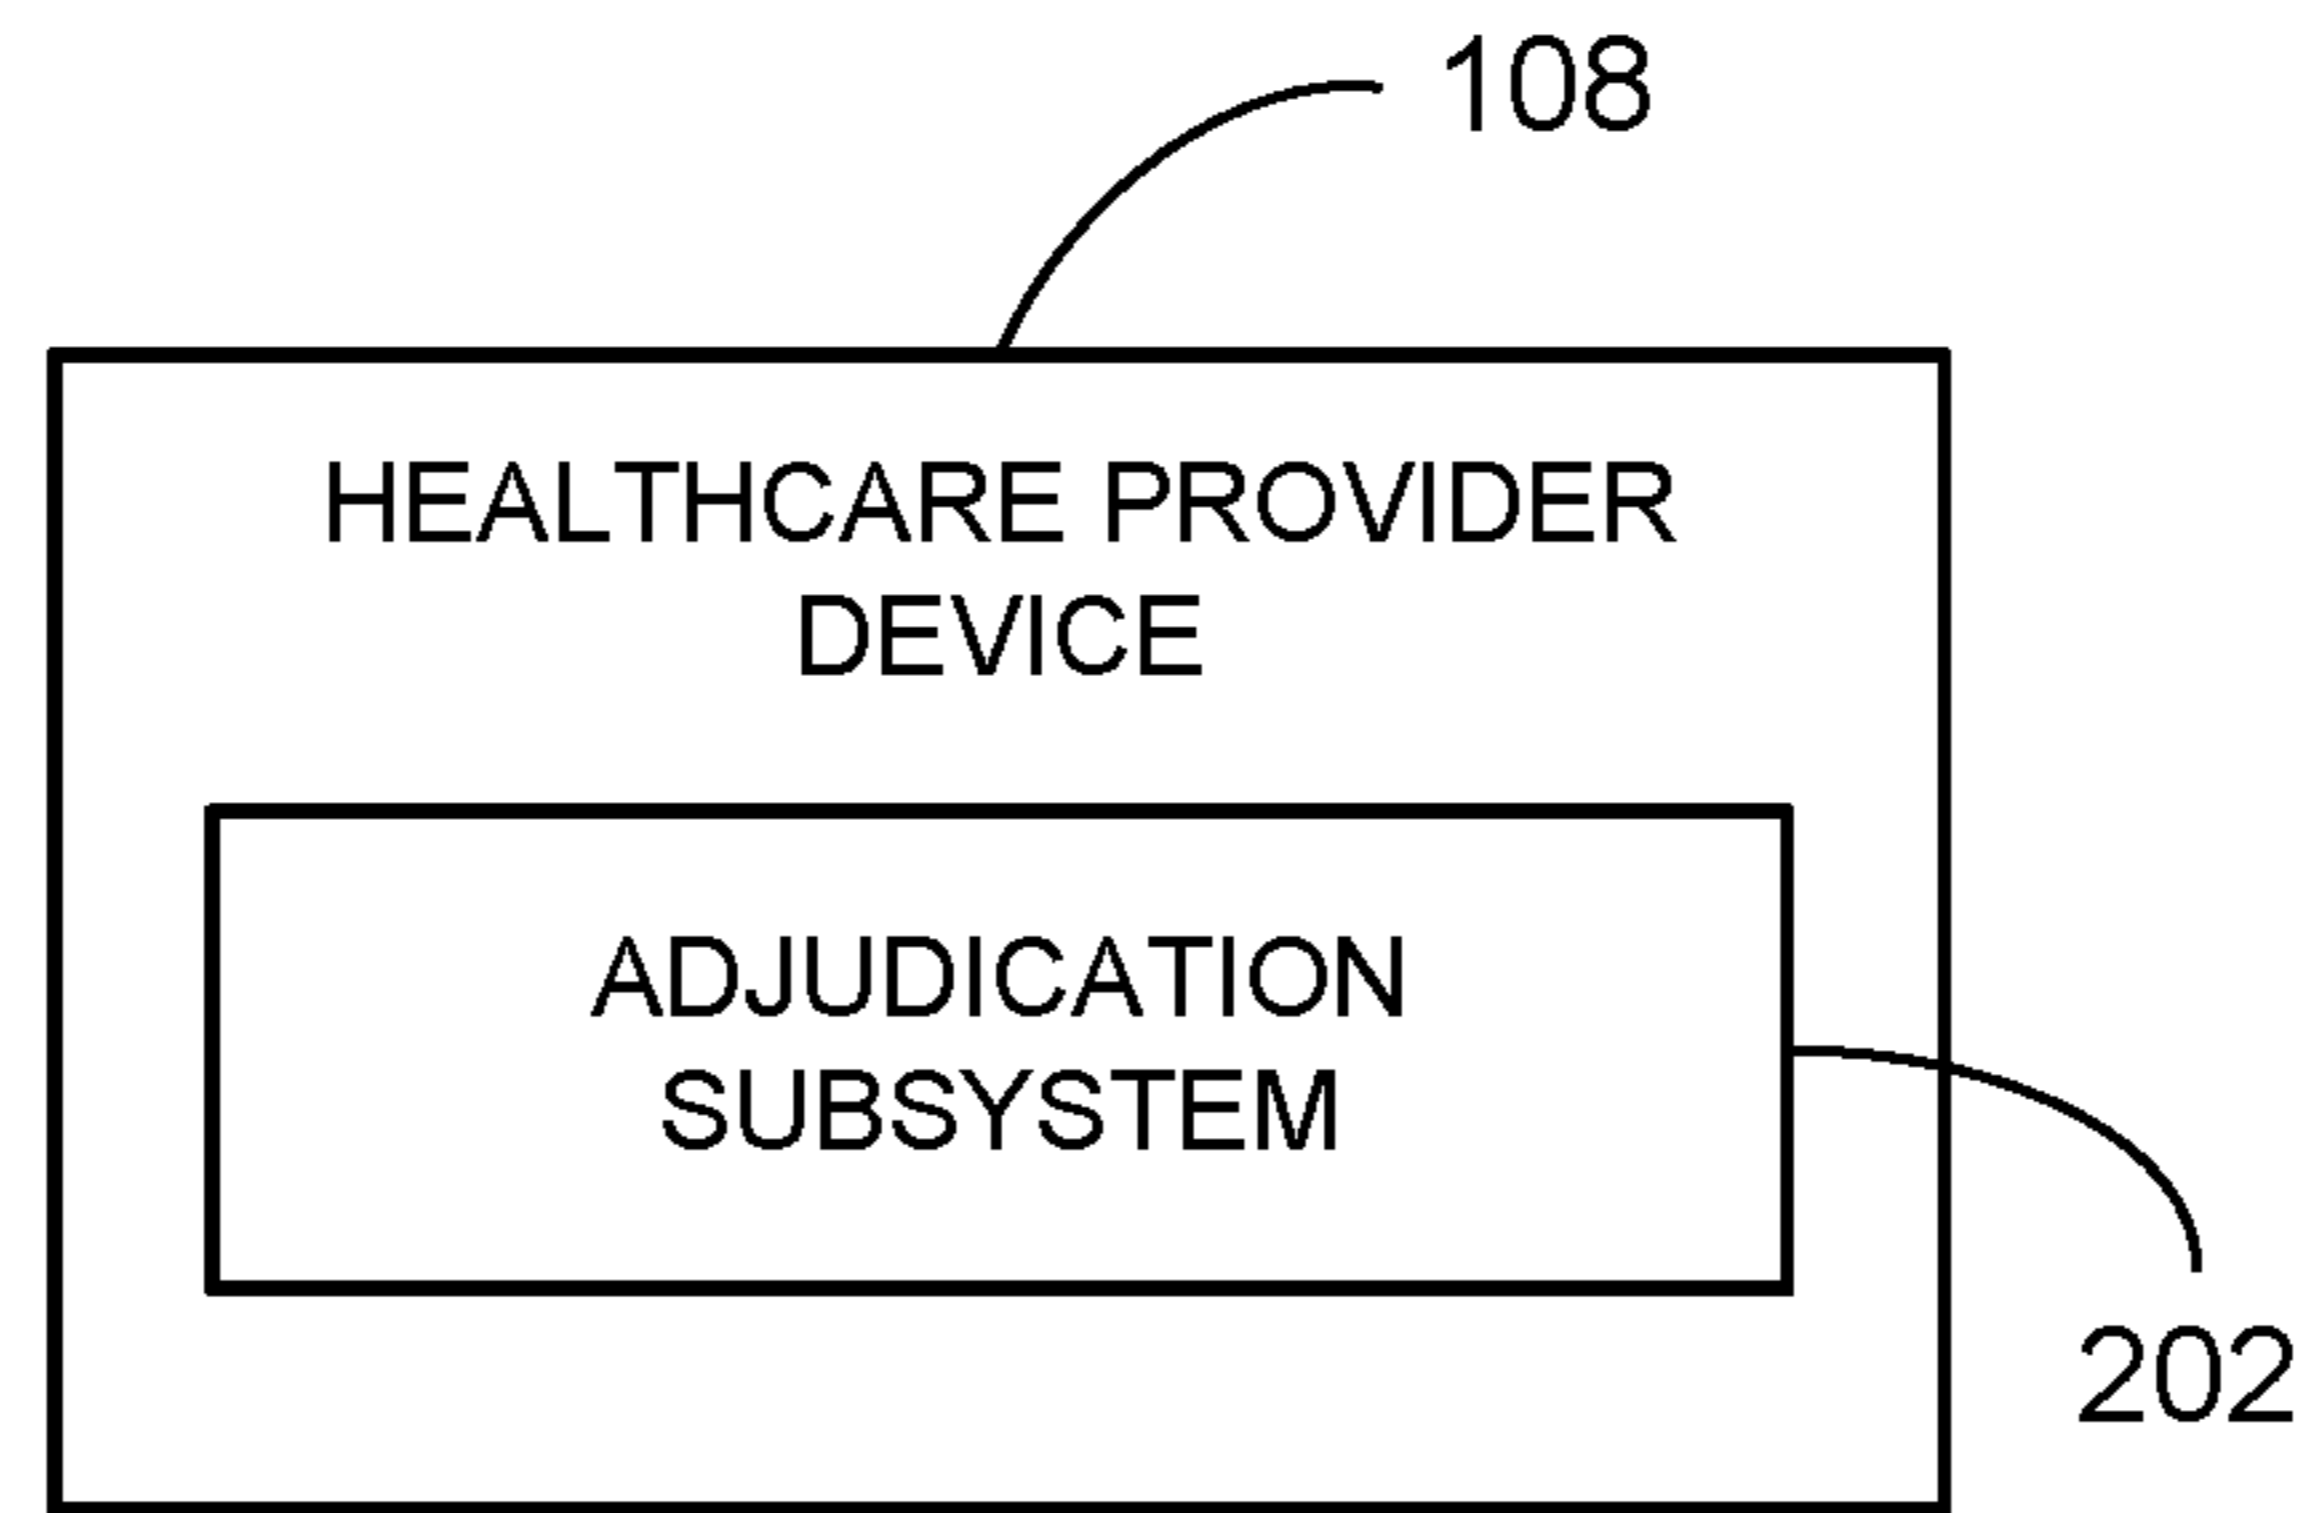 108
HEALTHCARE PROVIDER
DEVICE
ADJUDICATION
SUBSYSTEM
202